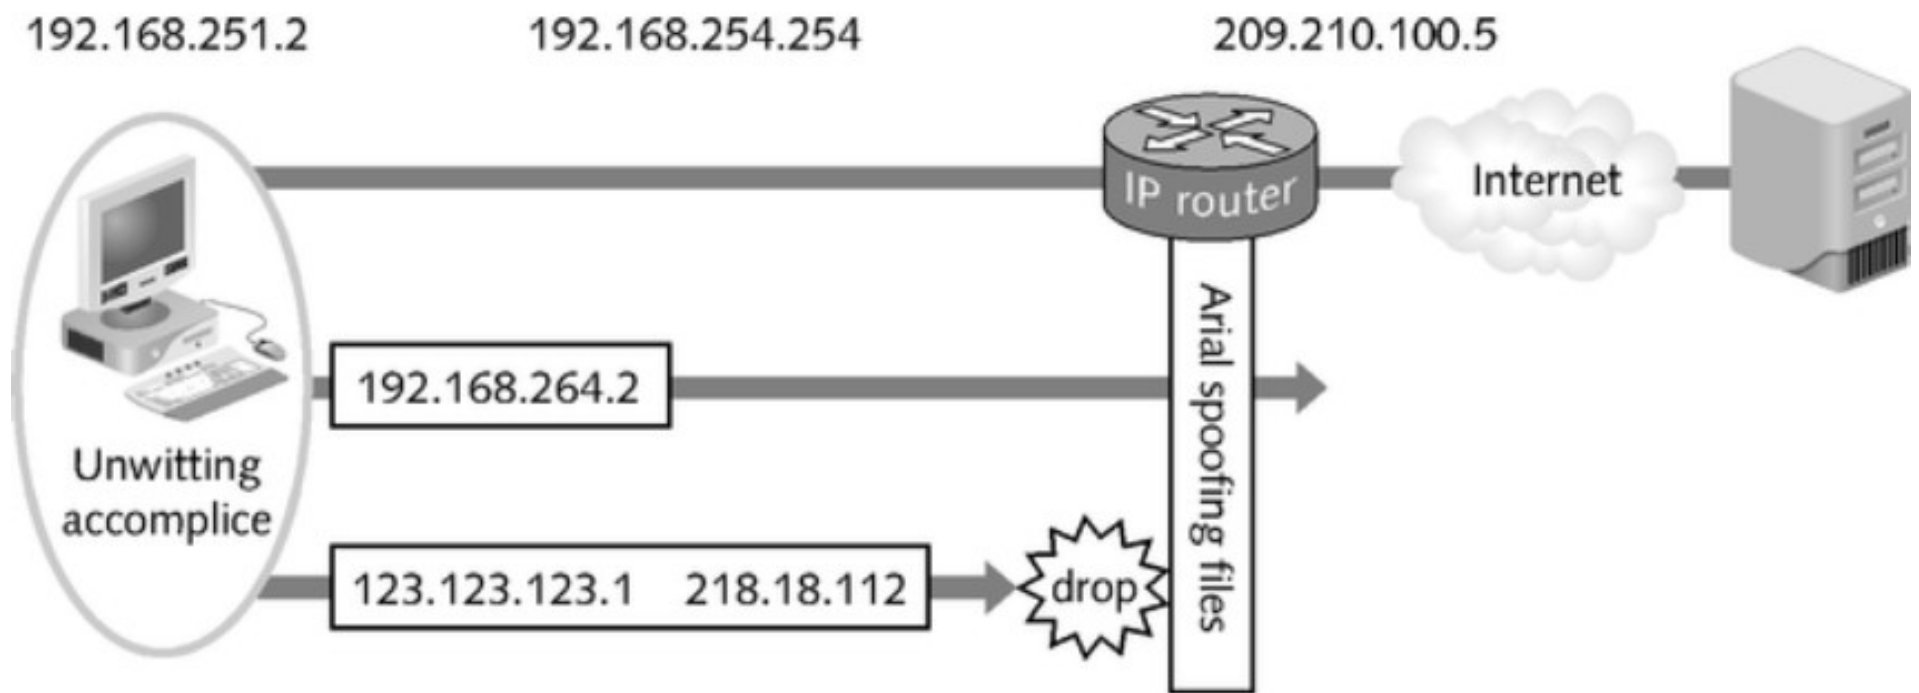 192.168.251.2 192.168.254.254 209.210.100.5
IP router
Internet
192.168.264.2
Unwitting
accomplice
123.123.123.1 218.18.112
drop
Arial spoofing files